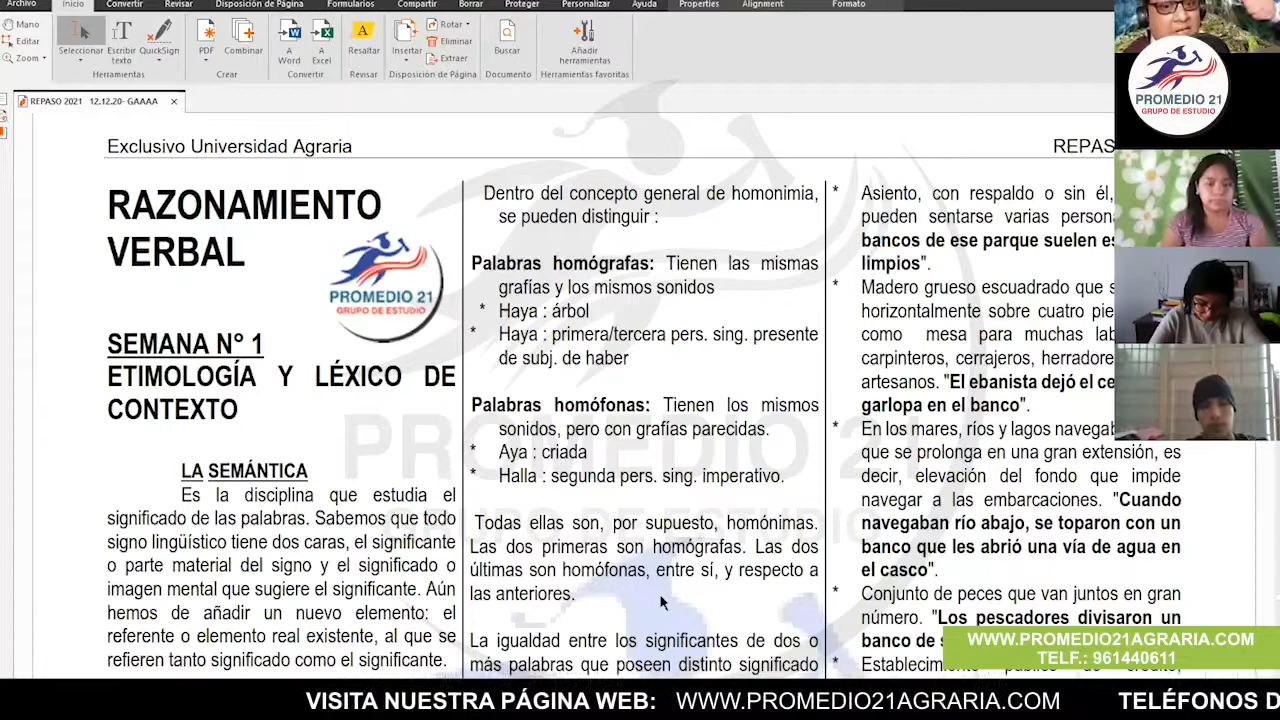 Archivo Inicio Convertir Revisar Disposición de Página Formularios Compartir Borrar Proteger Personalizar Ayuda Properties Alignment Formato
Mano
Editar
Zoom
Seleccionar
Escribir texto
QuickSign
Herramientas
PDF
Combinar
Crear
A Word
A Excel
Convertir
Resaltar
Revisar
Insertar
Rotar
Eliminar
Extraer
Disposición de Página
Buscar
Documento
Añadir herramientas
Herramientas favoritas
REPASO 2021 12.12.20- GAAAA
PROMEDIO 21
GRUPO DE ESTUDIO
Exclusivo Universidad Agraria
REPAS
RAZONAMIENTO
VERBAL
PROMEDIO 21
GRUPO DE ESTUDIO
SEMANA N° 1
ETIMOLOGÍA Y LÉXICO DE
CONTEXTO
LA SEMÁNTICA
Es la disciplina que estudia el
significado de las palabras. Sabemos que todo
signo lingüístico tiene dos caras, el significante
o parte material del signo y el significado o
imagen mental que sugiere el significante. Aún
hemos de añadir un nuevo elemento: el
referente o elemento real existente, al que se
refieren tanto significado como el significante.
Dentro del concepto general de homonimia,
se pueden distinguir :
Palabras homógrafas: Tienen las mismas
grafías y los mismos sonidos
* Haya : árbol
* Haya : primera/tercera pers. sing. presente
de subj. de haber
Palabras homófonas: Tienen los mismos
sonidos, pero con grafías parecidas.
* Aya : criada
* Halla : segunda pers. sing. imperativo.
Todas ellas son, por supuesto, homónimas.
Las dos primeras son homógrafas. Las dos
últimas son homófonas, entre sí, y respecto a
las anteriores.
La igualdad entre los significantes de dos o
más palabras que poseen distinto significado
* Asiento, con respaldo o sin él,
pueden sentarse varias person
bancos de ese parque suelen es
limpios".
* Madero grueso escuadrado que s
horizontalmente sobre cuatro pie
como mesa para muchas lab
carpinteros, cerrajeros, herradore
artesanos. "El ebanista dejó el ce
garlopa en el banco".
* En los mares, ríos y lagos navegab
que se prolonga en una gran extensión, es
decir, elevación del fondo que impide
navegar a las embarcaciones. "Cuando
navegaban río abajo, se toparon con un
banco que les abrió una vía de agua en
el casco".
* Conjunto de peces que van juntos en gran
número. "Los pescadores divisaron un
banco de
* 
PROMEDIO 21
GRUPO DE ESTUDIO
WWW.PROMEDIO21AGRARIA.COM
TELF.: 961440611
VISITA NUESTRA PÁGINA WEB: WWW.PROMEDIO21AGRARIA.COM TELÉFONOS D